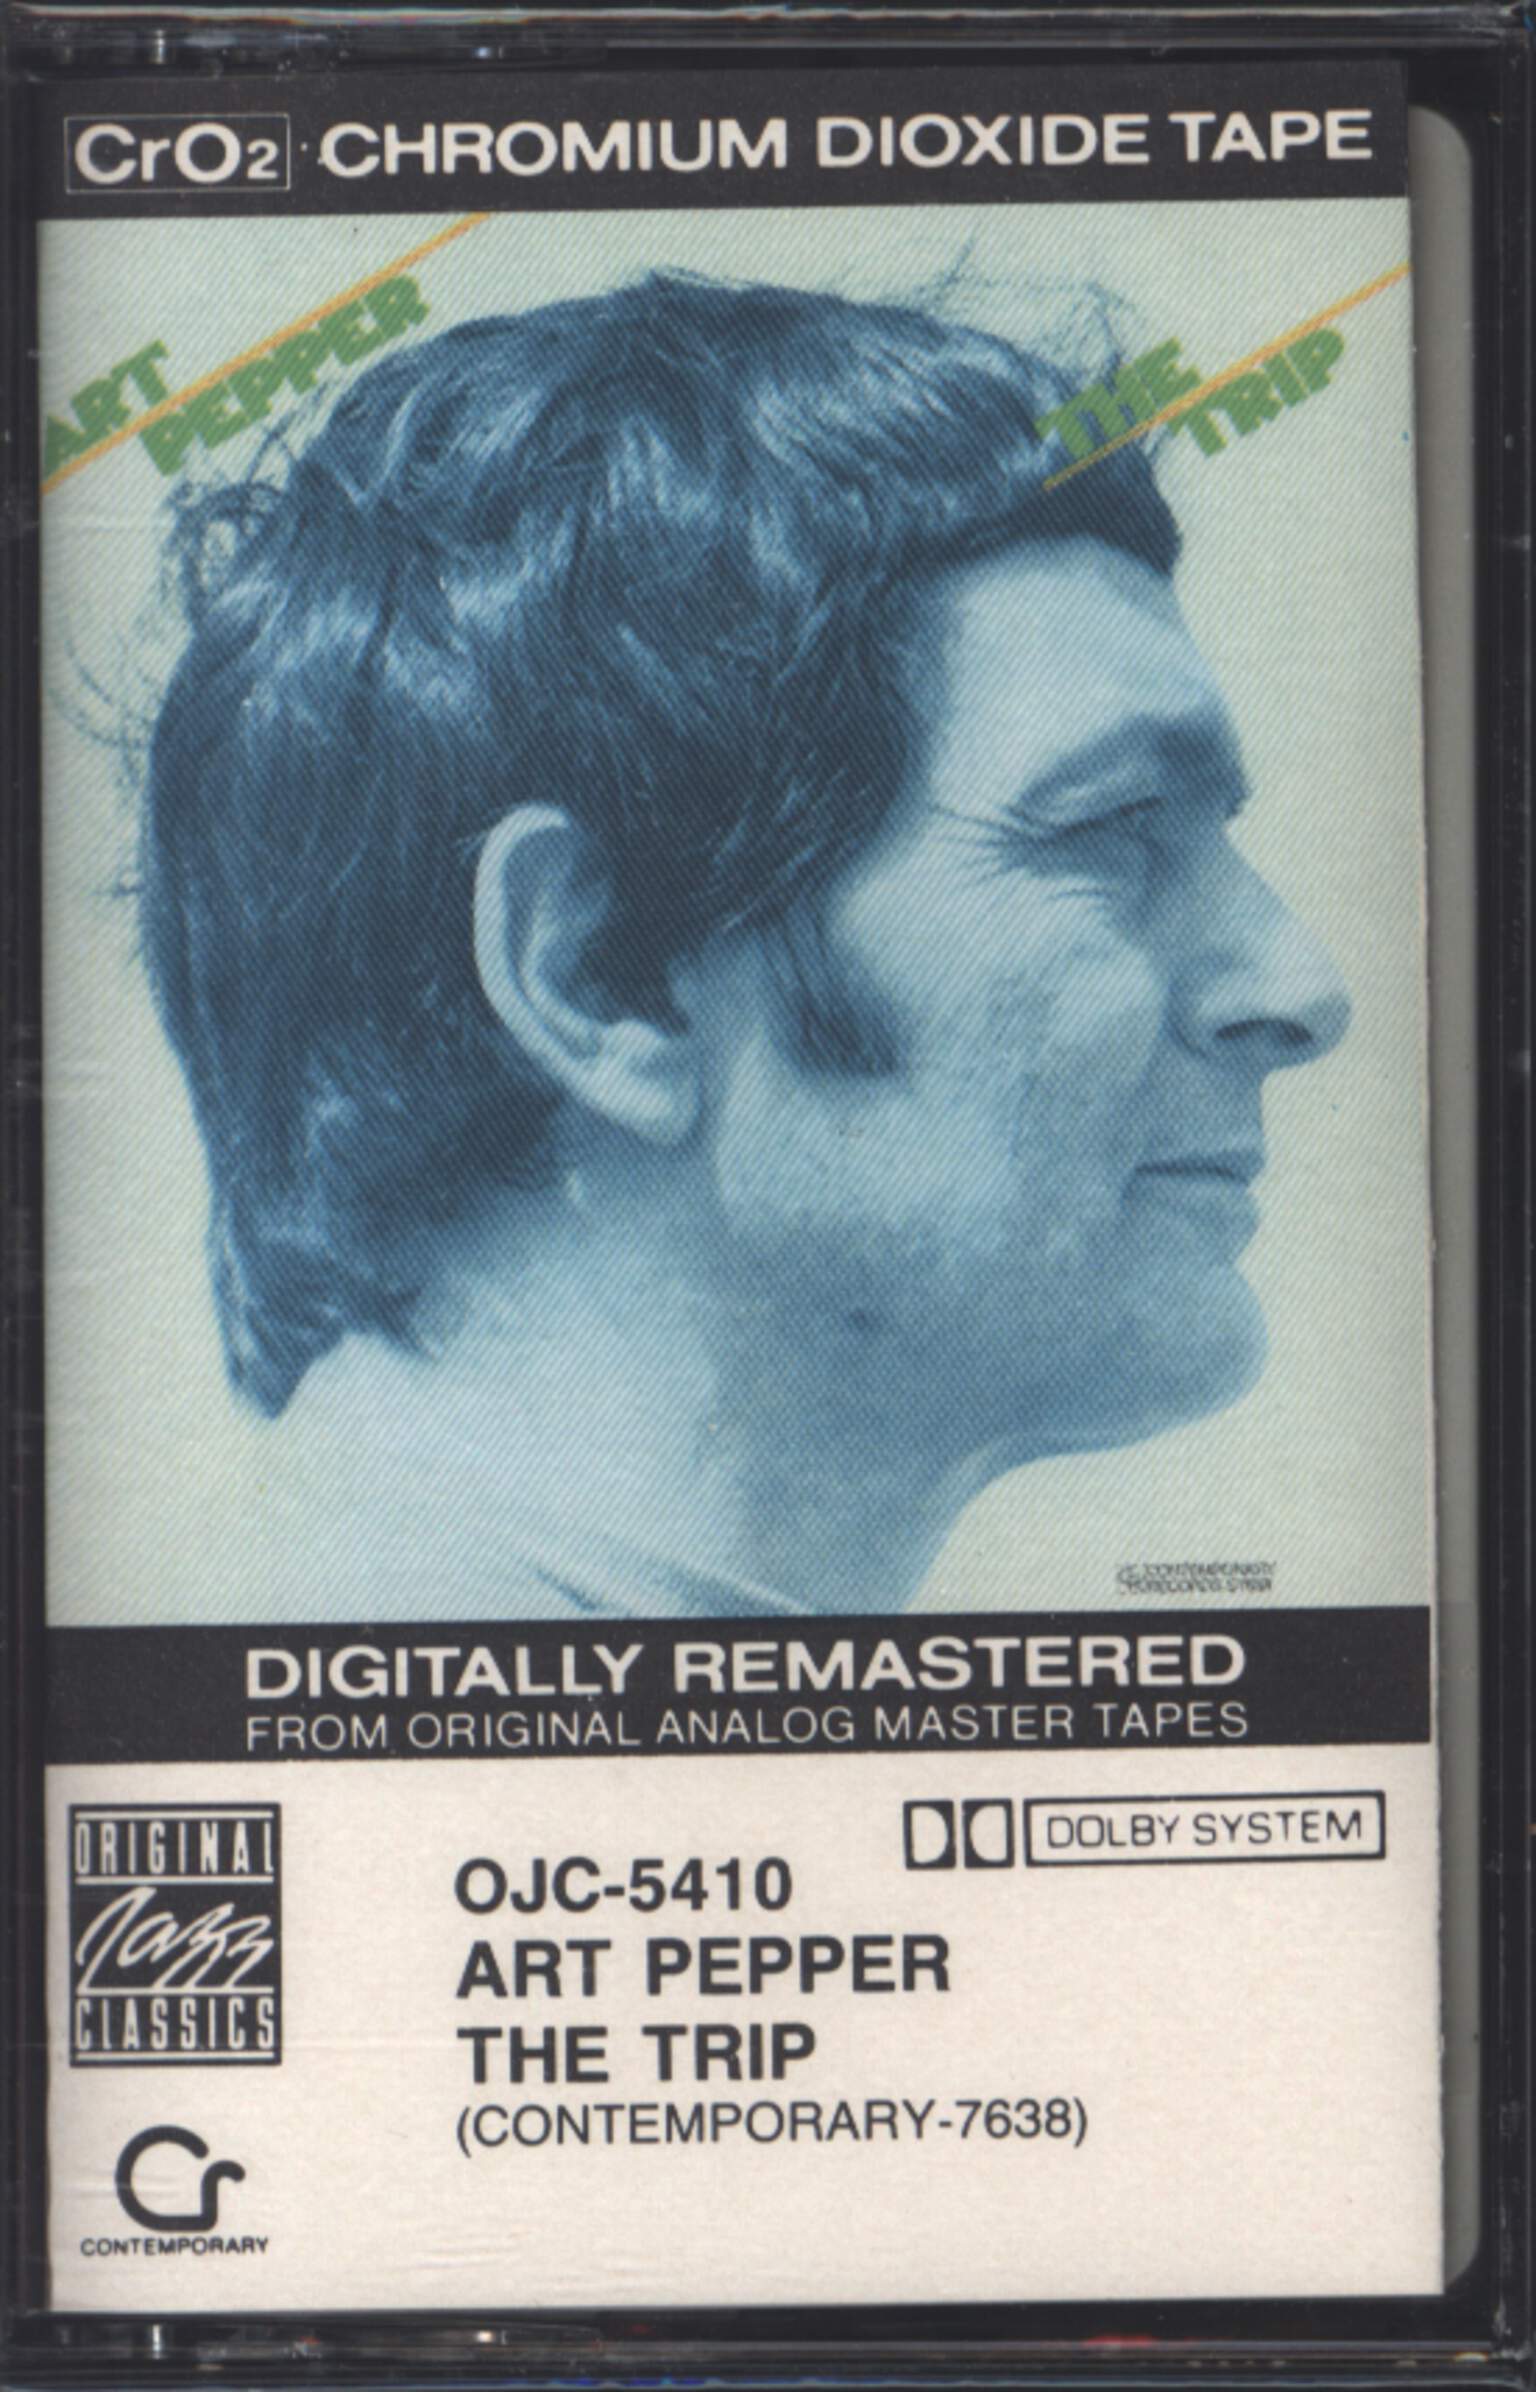 CrO2 CHROMIUM DIOXIDE TAPE
ART
PEPPER
THE
TRIP
DIGITALLY REMASTERED
FROM ORIGINAL ANALOG MASTER TAPES
DOLBY SYSTEM
ORIGINAL
Jazz
CLASSICS
OJC-5410
ART PEPPER
THE TRIP
(CONTEMPORARY-7638)
Cr
CONTEMPORARY